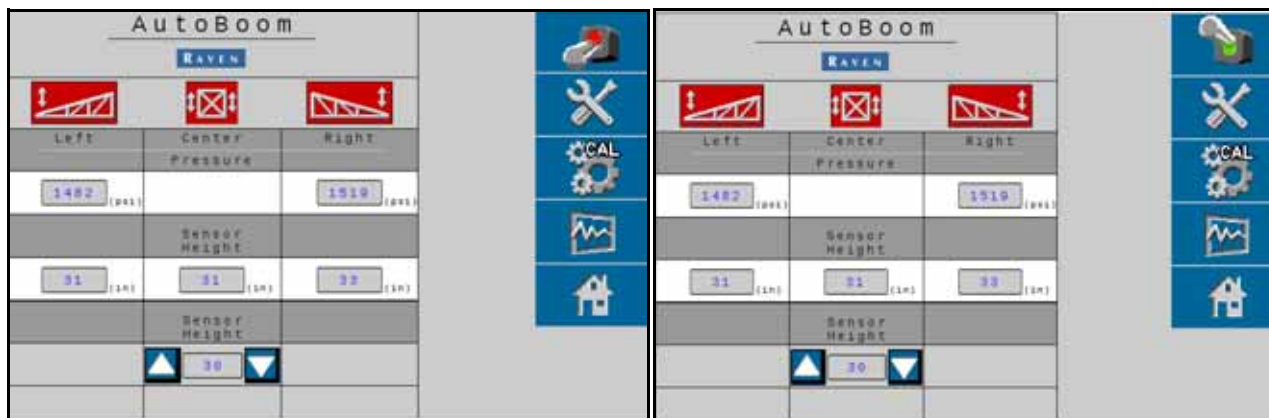 AutoBoom
RAVEN
Left Center Right
Pressure
1482 (psi) 1519 (psi)
Sensor
Height
31 (in) 31 (in) 33 (in)
Sensor
Height
30
CAL
AutoBoom
RAVEN
Left Center Right
Pressure
1482 (psi) 1519 (psi)
Sensor
Height
31 (in) 31 (in) 33 (in)
Sensor
Height
30
CAL